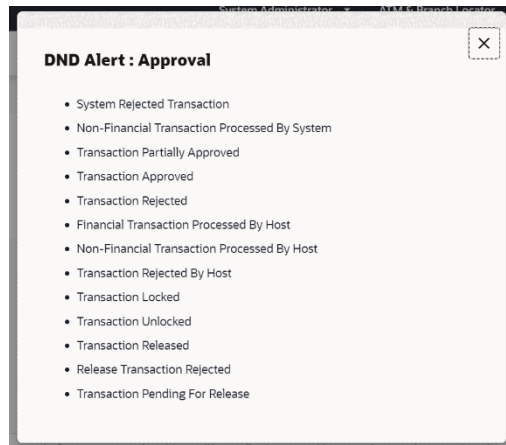 System Administrator ATM & Branch Locator
DND Alert : Approval
• System Rejected Transaction
• Non-Financial Transaction Processed By System
• Transaction Partially Approved
• Transaction Approved
• Transaction Rejected
• Financial Transaction Processed By Host
• Non-Financial Transaction Processed By Host
• Transaction Rejected By Host
• Transaction Locked
• Transaction Unlocked
• Transaction Released
• Release Transaction Rejected
• Transaction Pending For Release